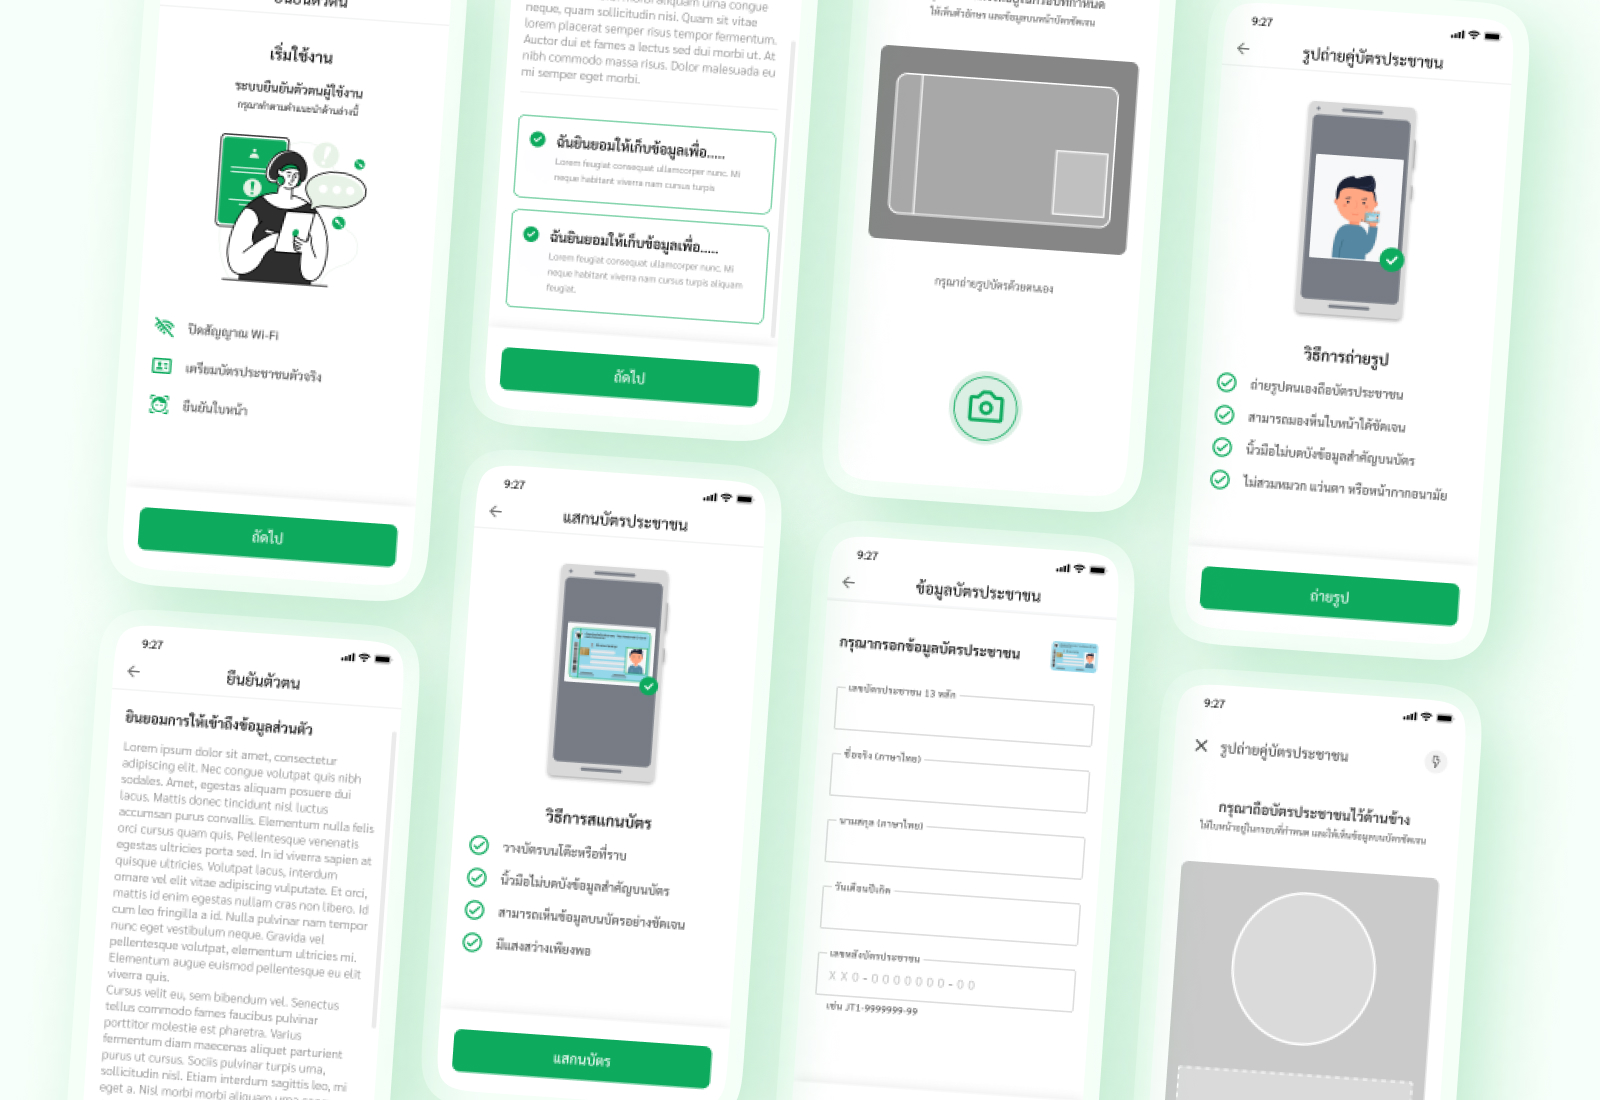 ยืนยันตัวตน
เริ่มใช้งาน
ระบบยืนยันตัวตนผู้ใช้งาน
กรุณาทำตามคำแนะนำด้านล่างนี้
ปิดสัญญาณ Wi-Fi
เตรียมบัตรประชาชนตัวจริง
ยืนยันใบหน้า
ถัดไป
9:27
ยืนยันตัวตน
ยินยอมการให้เข้าถึงข้อมูลส่วนตัว
Lorem ipsum dolor sit amet, consectetur
adipiscing elit. Nec congue volutpat quis nibh
sodales. Amet, egestas aliquam posuere dui
lacus. Mattis donec tincidunt nisl luctus
accumsan purus convallis. Elementum nulla felis
orci cursus quam quis. Pellentesque venenatis
egestas ultricies porta sed. In id viverra sapien at
quisque ultricies. Volutpat lacus, interdum
ornare vel elit vitae adipiscing vulputate. Et orci,
mattis id enim egestas nullam cras non libero. Id
cum leo fringilla a id. Nulla pulvinar nam tempor
nunc eget vestibulum neque. Gravida vel
pellentesque volutpat, elementum ultricies mi.
Elementum augue euismod pellentesque eu elit
viverra quis.
Cursus velit eu, sem bibendum vel. Senectus
tellus commodo fames faucibus pulvinar
porttitor molestie est pharetra. Varius
fermentum diam maecenas aliquet parturient
purus ut cursus. Sociis pulvinar turpis urna,
sollicitudin nisl. Etiam interdum sagittis leo, mi
eget a. Nisl morbi morbi aliquam urna
morbi aliquam urna congue
neque, quam sollicitudin nisi. Quam sit vitae
lorem placerat semper risus tempor fermentum.
Auctor dui et fames a lectus sed dui morbi ut. At
nibh commodo massa risus. Dolor malesuada eu
mi semper eget morbi.
ฉันยินยอมให้เก็บข้อมูลเพื่อ.....
Lorem feugiat consequat ullamcorper nunc. Mi
neque habitant viverra nam cursus turpis
ฉันยินยอมให้เก็บข้อมูลเพื่อ.....
Lorem feugiat consequat ullamcorper nunc. Mi
neque habitant viverra nam cursus turpis aliquam
feugiat.
ถัดไป
9:27
แสกนบัตรประชาชน
วิธีการสแกนบัตร
วางบัตรบนโต๊ะหรือที่ราบ
นิ้วมือไม่บดบังข้อมูลสำคัญบนบัตร
สามารถเห็นข้อมูลบนบัตรอย่างชัดเจน
มีแสงสว่างเพียงพอ
แสกนบัตร
ให้เห็นตัวอักษร และข้อมูลบนหน้าบัตรชัดเจน
กรุณาถ่ายรูปบัตรด้วยตนเอง
9:27
ข้อมูลบัตรประชาชน
กรุณากรอกข้อมูลบัตรประชาชน
เลขบัตรประชาชน 13 หลัก
ชื่อจริง (ภาษาไทย)
นามสกุล (ภาษาไทย)
วันเดือนปีเกิด
เลขหลังบัตรประชาชน
XX0-0000000-00
เช่น JT1-9999999-99
9:27
รูปถ่ายคู่บัตรประชาชน
วิธีการถ่ายรูป
ถ่ายรูปตนเองถือบัตรประชาชน
สามารถมองเห็นใบหน้าได้ชัดเจน
นิ้วมือไม่บดบังข้อมูลสำคัญบนบัตร
ไม่สวมหมวก แว่นตา หรือหน้ากากอนามัย
ถ่ายรูป
9:27
รูปถ่ายคู่บัตรประชาชน
กรุณาถือบัตรประชาชนไว้ด้านข้าง
ให้ใบหน้าอยู่ในกรอบที่กำหนด และให้เห็นข้อมูลบนบัตรชัดเจน